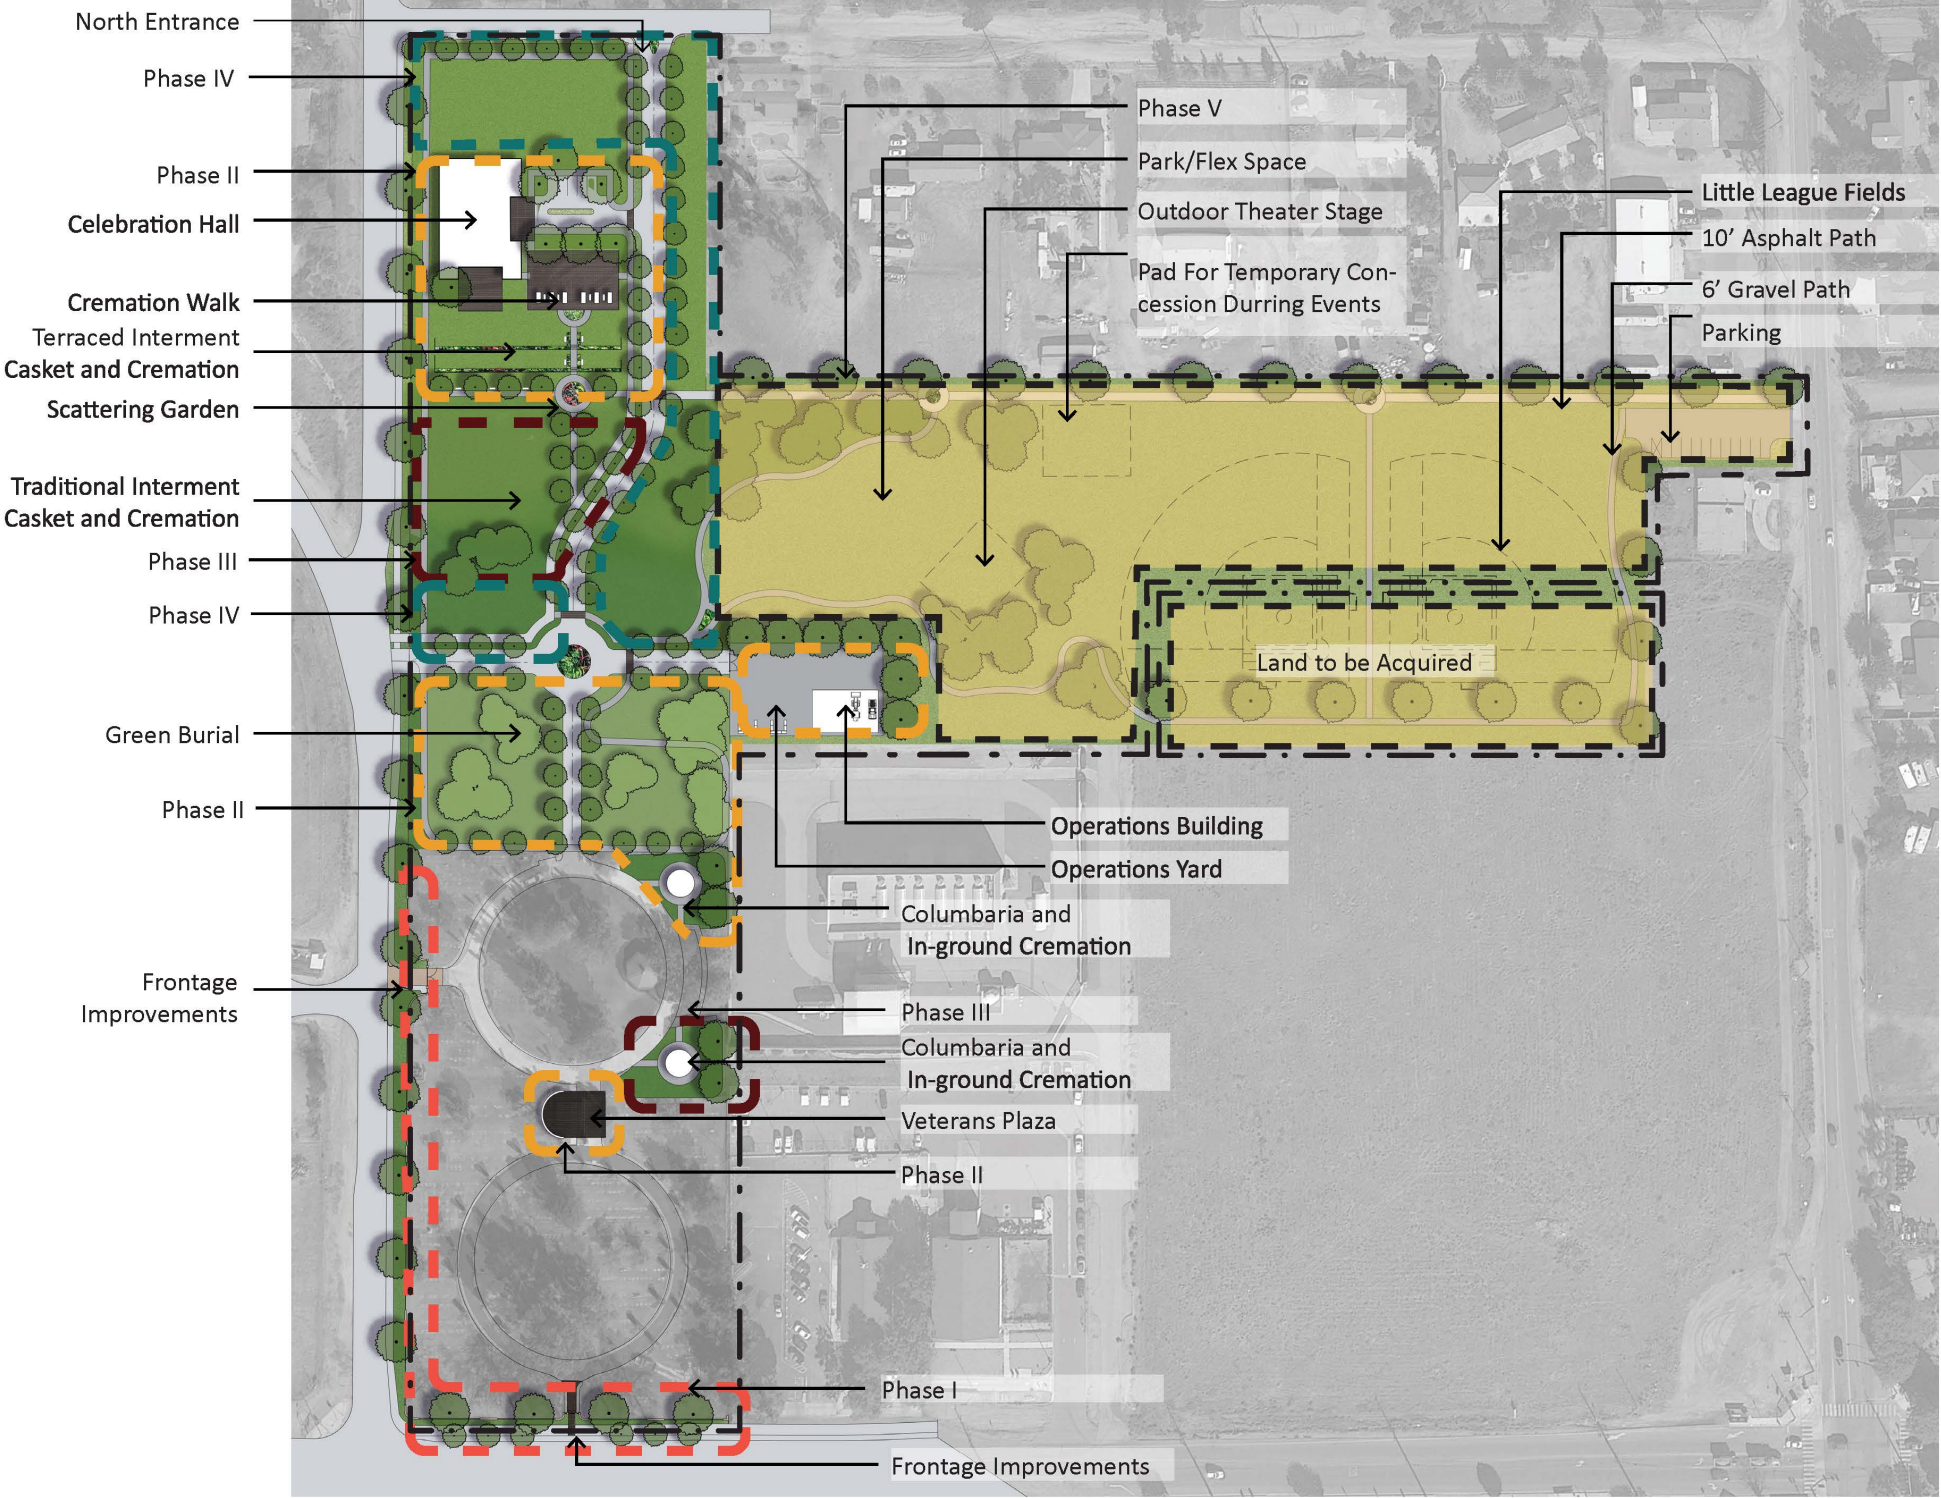 North Entrance
Phase IV
Phase II
Celebration Hall
Cremation Walk
Terraced Interment
Casket and Cremation
Scattering Garden
Traditional Interment
Casket and Cremation
Phase III
Phase IV
Green Burial
Phase II
Frontage
Improvements
Phase V
Park/Flex Space
Outdoor Theater Stage
Pad For Temporary Con-
cession Durring Events
Little League Fields
10’ Asphalt Path
6’ Gravel Path
Parking
Land to be Acquired
Operations Building
Operations Yard
Columbaria and
In-ground Cremation
Phase III
Columbaria and
In-ground Cremation
Veterans Plaza
Phase II
Phase I
Frontage Improvements